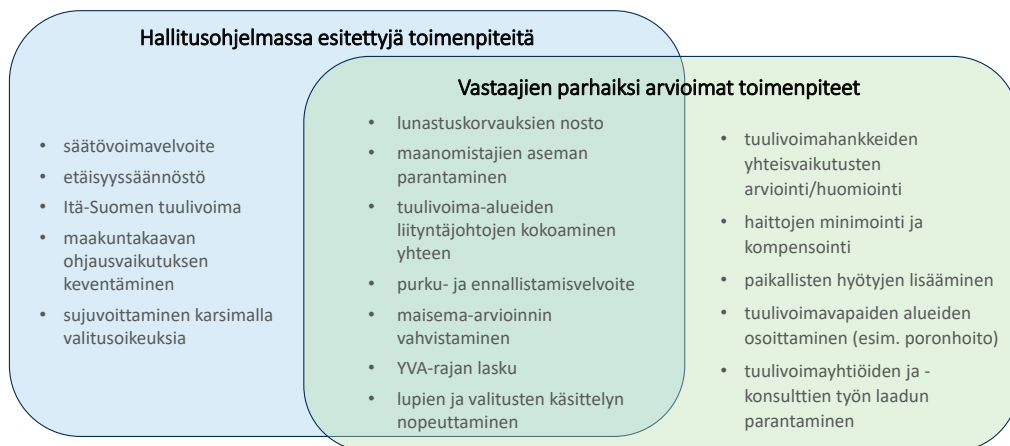 Hallitusohjelmassa esitettyjä toimenpiteitä
Vastaajien parhaiksi arvioimat toimenpiteet
• säätövoimavelvoite
• etäisyyssäännöstö
• Itä-Suomen tuulivoima
• maakuntakaavan
ohjausvaikutuksen
keventäminen
• sujuvoittaminen karsimalla
valitusoikeuksia
• lunastuskorvauksien nosto
• maanomistajien aseman
parantaminen
• tuulivoima-alueiden
liityntäjohtojen kokoaminen
yhteen
• purku- ja ennallistamisvelvoite
• maisema-arvioinnin
vahvistaminen
• YVA-rajan lasku
• lupien ja valitusten käsittelyn
nopeuttaminen
• tuulivoimahankkeiden
yhteisvaikutusten
arviointi/huomiointi
• haittojen minimointi ja
kompensointi
• paikallisten hyötyjen lisääminen
• tuulivoimavapaiden alueiden
osoittaminen (esim. poronhoito)
• tuulivoimayhtiöiden ja -
konsulttien työn laadun
parantaminen